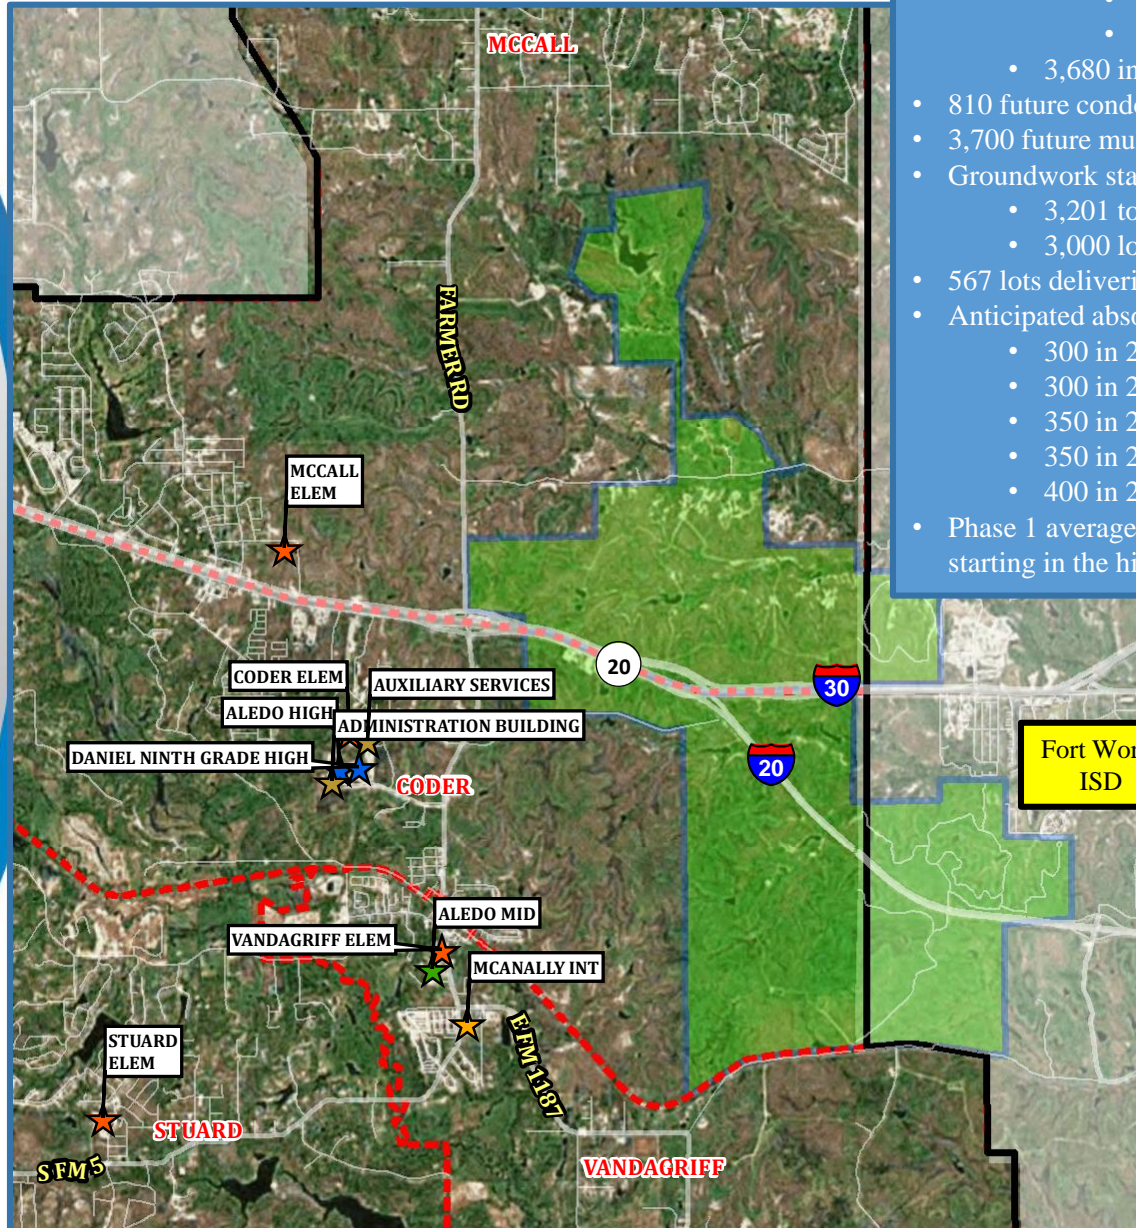 MCCALL
FARMER RD
MCCALL
ELEM
20
30
20
CODER ELEM
AUXILIARY SERVICES
ALEDO HIGH
ADMINISTRATION BUILDING
DANIEL NINTH GRADE HIGH
CODER
ALEDO MID
VANDAGRIFF ELEM
MCANALLY INT
E FM 1187
STUARD
ELEM
STUARD
S FM 5
VANDAGRIFF
• 3,680 in
• 810 future cond
• 3,700 future mu
• Groundwork sta
• 3,201 to
• 3,000 lo
• 567 lots deliveri
• Anticipated abso
• 300 in 2
• 300 in 2
• 350 in 2
• 350 in 2
• 400 in 2
• Phase 1 average
starting in the hi
Fort Wor
ISD